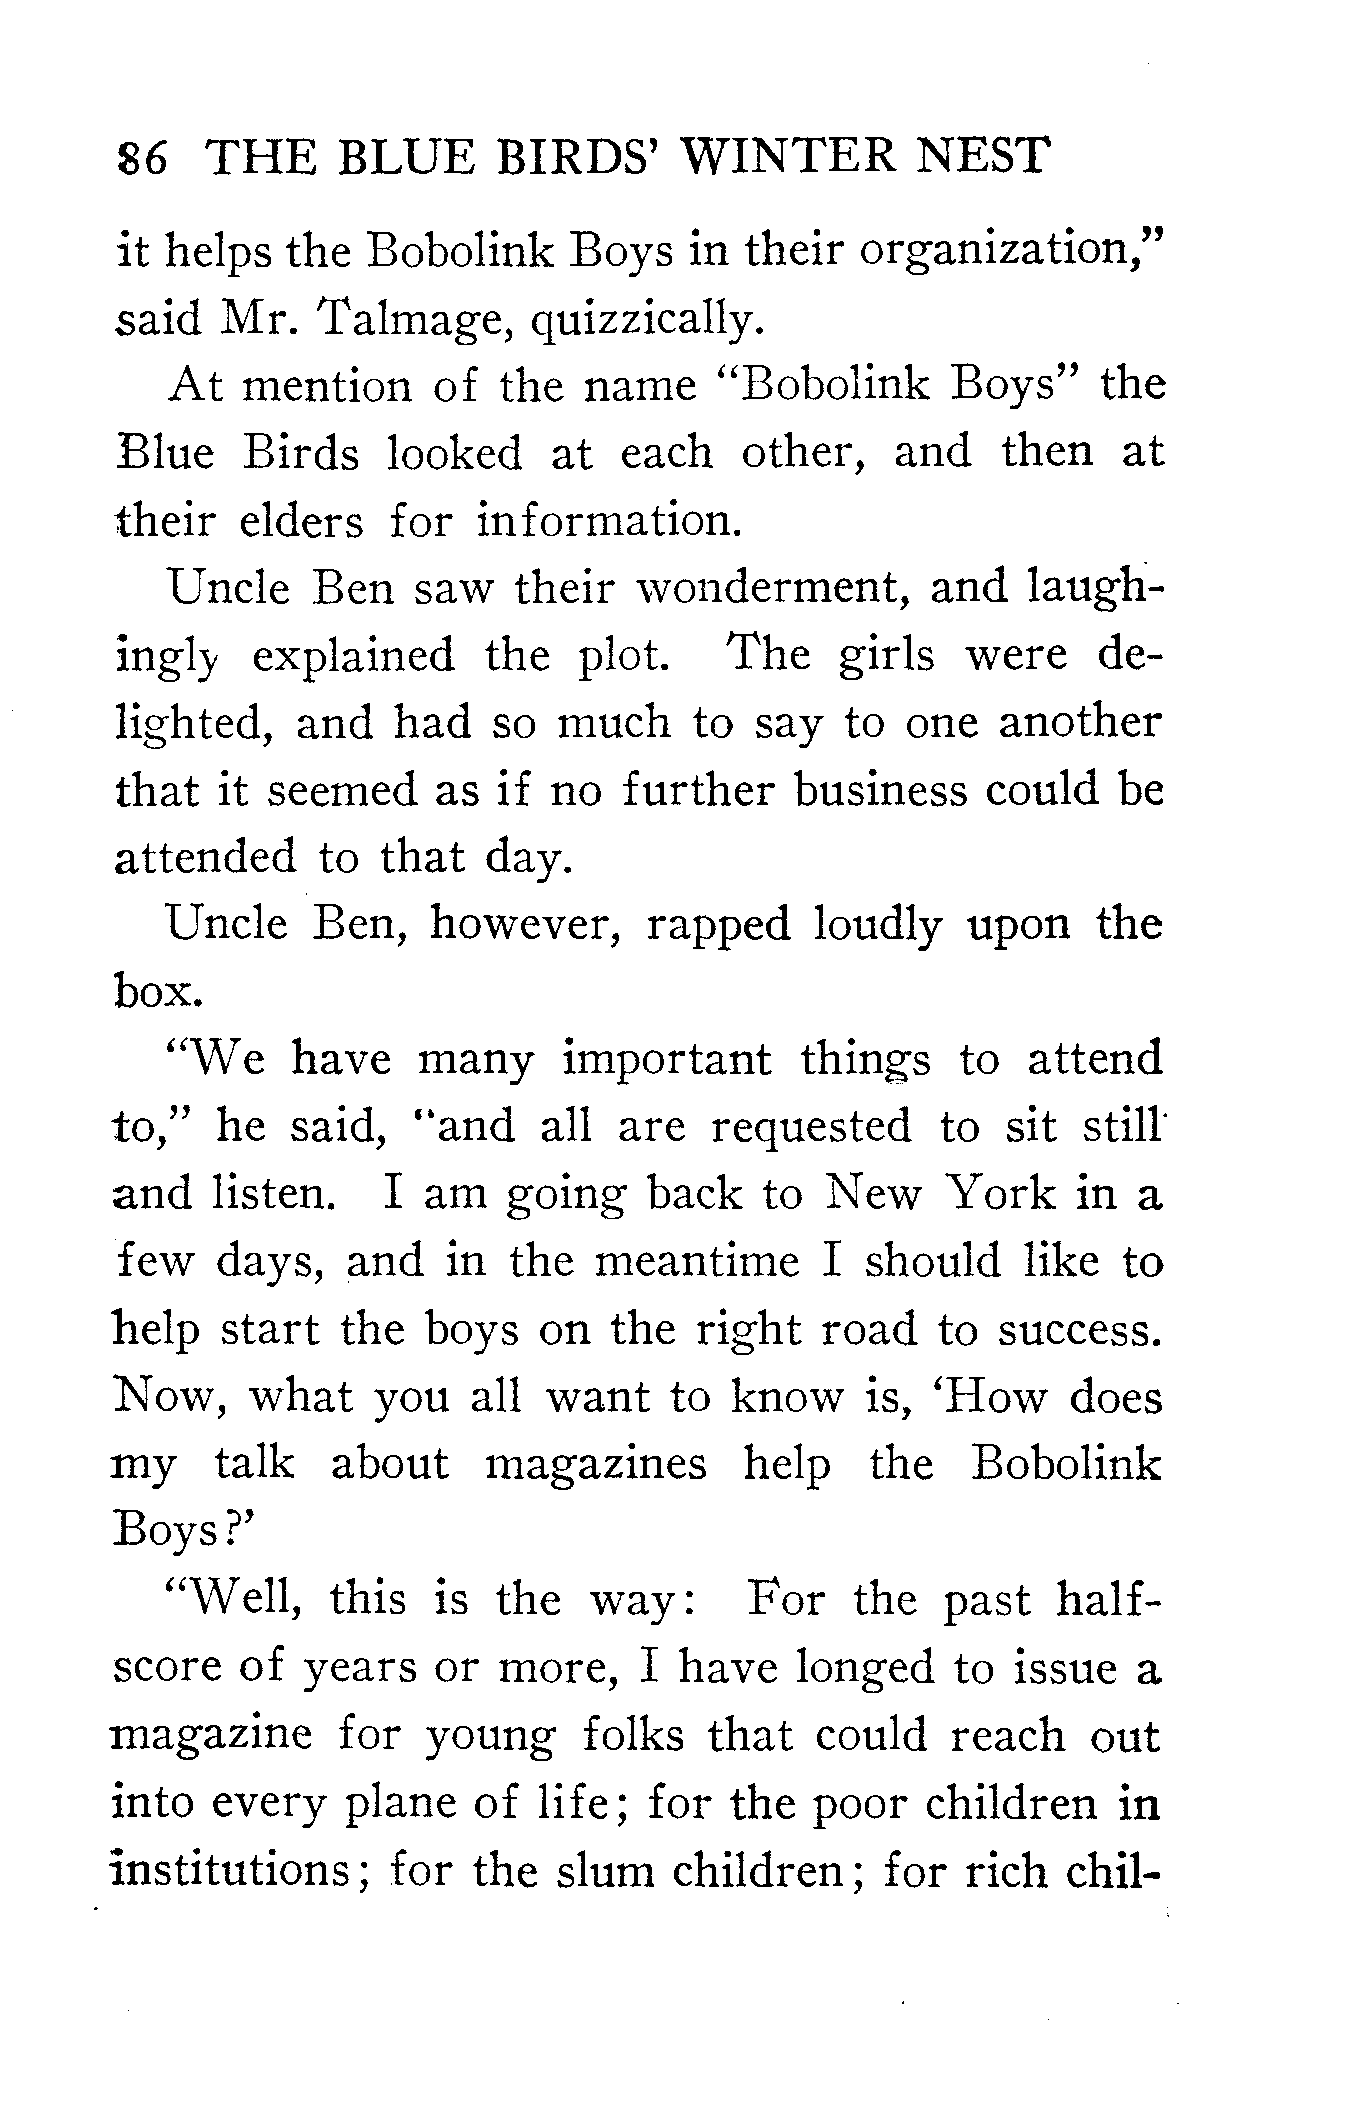 86 THE BLUE BIRDS' WINTER NEST
it helps the Bobolink Boys in their organization,”
said Mr. Talmage, quizzically.
At mention of the name “Bobolink Boys” the
Blue Birds looked at each other, and then at
their elders for information.
Uncle Ben saw their wonderment, and laugh-
ingly explained the plot. The girls were de-
lighted, and had so much to say to one another
that it seemed as if no further business could be
attended to that day.
Uncle Ben, however, rapped loudly upon the
box.
“We have many important things to attend
to,” he said, “and all are requested to sit still
and listen. I am going back to New York in a
few days, and in the meantime I should like to
help start the boys on the right road to success.
Now, what you all want to know is, ‘How does
my talk about magazines help the Bobolink
Boys?’
“Well, this is the way: For the past half-
score of years or more, I have longed to issue a
magazine for young folks that could reach out
into every plane of life; for the poor children in
institutions; for the slum children; for rich chil-